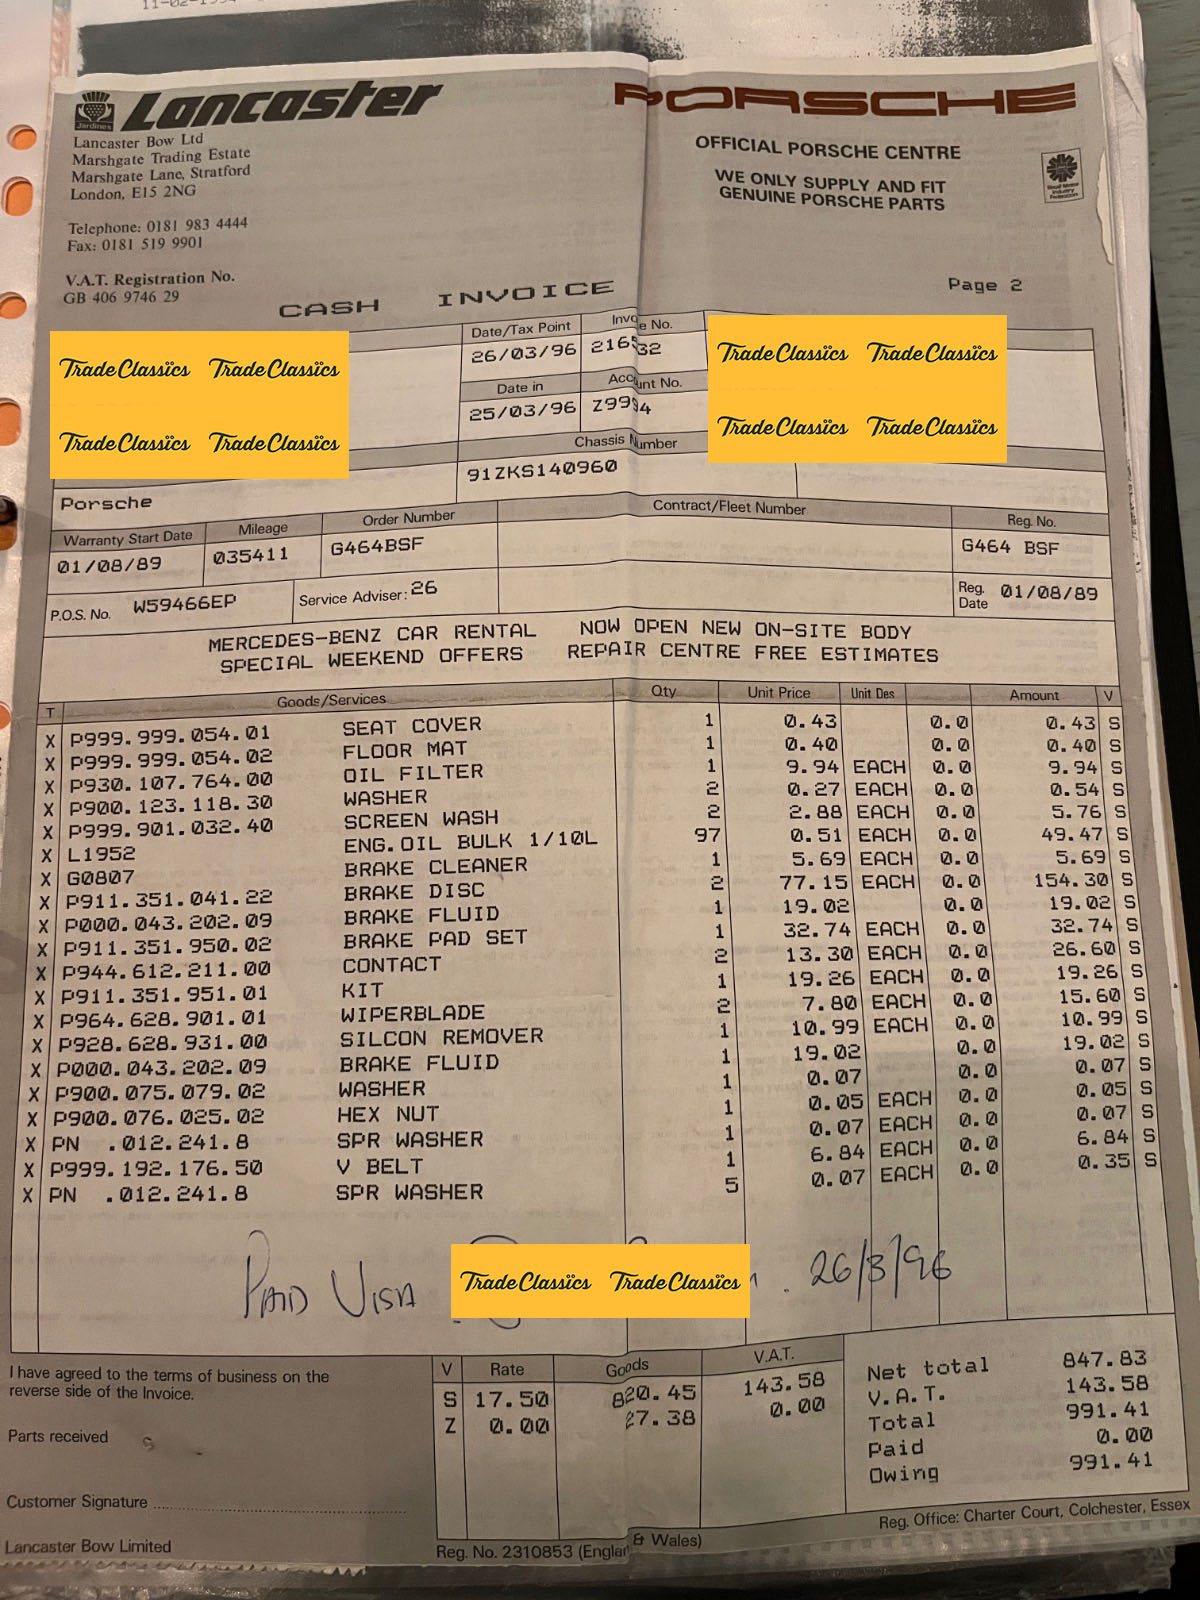 11-02-1994
Jardines
Lancaster
PORSCHE
Lancaster Bow Ltd
Marshgate Trading Estate
Marshgate Lane, Stratford
London, E15 2NG
Telephone: 0181 983 4444
Fax: 0181 519 9901
V.A.T. Registration No.
GB 406 9746 29
OFFICIAL PORSCHE CENTRE
WE ONLY SUPPLY AND FIT
GENUINE PORSCHE PARTS
Small Motor
Industry
Federation
CASH INVOICE
Page 2
TradeClassics TradeClassics
TradeClassics TradeClassics
Date/Tax Point
26/03/96
Date in
25/03/96
Chassis Number
91ZKS140960
TradeClassics TradeClassics
TradeClassics TradeClassics
Porsche
Warranty Start Date Mileage Order Number Contract/Fleet Number Reg. No.
01/08/89 035411 G464BSF G464 BSF
P.O.S. No. W59466EP Service Adviser: 26 Reg. Date 01/08/89
MERCEDES-BENZ CAR RENTAL NOW OPEN NEW ON-SITE BODY
SPECIAL WEEKEND OFFERS REPAIR CENTRE FREE ESTIMATES
T Goods/Services Qty Unit Price Unit Des Amount V
X P999.999.054.01 SEAT COVER 1 0.43 0.0 0.43 S
X P999.999.054.02 FLOOR MAT 1 0.40 0.0 0.40 S
X P930.107.764.00 OIL FILTER 1 9.94 EACH 0.0 9.94 S
X P900.123.118.30 WASHER 2 0.27 EACH 0.0 0.54 S
X P999.901.032.40 SCREEN WASH 2 2.88 EACH 0.0 5.76 S
X L1952 ENG.OIL BULK 1/10L 97 0.51 EACH 0.0 49.47 S
X G0807 BRAKE CLEANER 1 5.69 EACH 0.0 5.69 S
X P911.351.041.22 BRAKE DISC 2 77.15 EACH 0.0 154.30 S
X P000.043.202.09 BRAKE FLUID 1 19.02 0.0 19.02 S
X P911.351.950.02 BRAKE PAD SET 1 32.74 EACH 0.0 32.74 S
X P944.612.211.00 CONTACT 2 13.30 EACH 0.0 26.60 S
X P911.351.951.01 KIT 1 19.26 EACH 0.0 19.26 S
X P964.628.901.01 WIPERBLADE 2 7.80 EACH 0.0 15.60 S
X P928.628.931.00 SILCON REMOVER 1 10.99 EACH 0.0 10.99 S
X P000.043.202.09 BRAKE FLUID 1 19.02 0.0 19.02 S
X P900.075.079.02 WASHER 1 0.07 0.0 0.07 S
X P900.076.025.02 HEX NUT 1 0.05 EACH 0.0 0.05 S
X PN .012.241.8 SPR WASHER 1 0.07 EACH 0.0 0.07 S
X P999.192.176.50 V BELT 1 6.84 EACH 0.0 6.84 S
X PN .012.241.8 SPR WASHER 5 0.07 EACH 0.0 0.35 S
PAID VISA
TradeClassics TradeClassics
26/3/96
I have agreed to the terms of business on the
reverse side of the Invoice.
Parts received
Customer Signature
Lancaster Bow Limited
V Rate Goods V.A.T.
S 17.50 820.45 143.58
Z 0.00 27.38 0.00
Net total 847.83
V.A.T. 143.58
Total 991.41
Paid 0.00
Owing 991.41
Reg. No. 2310853 (England & Wales)
Reg. Office: Charter Court, Colchester, Essex